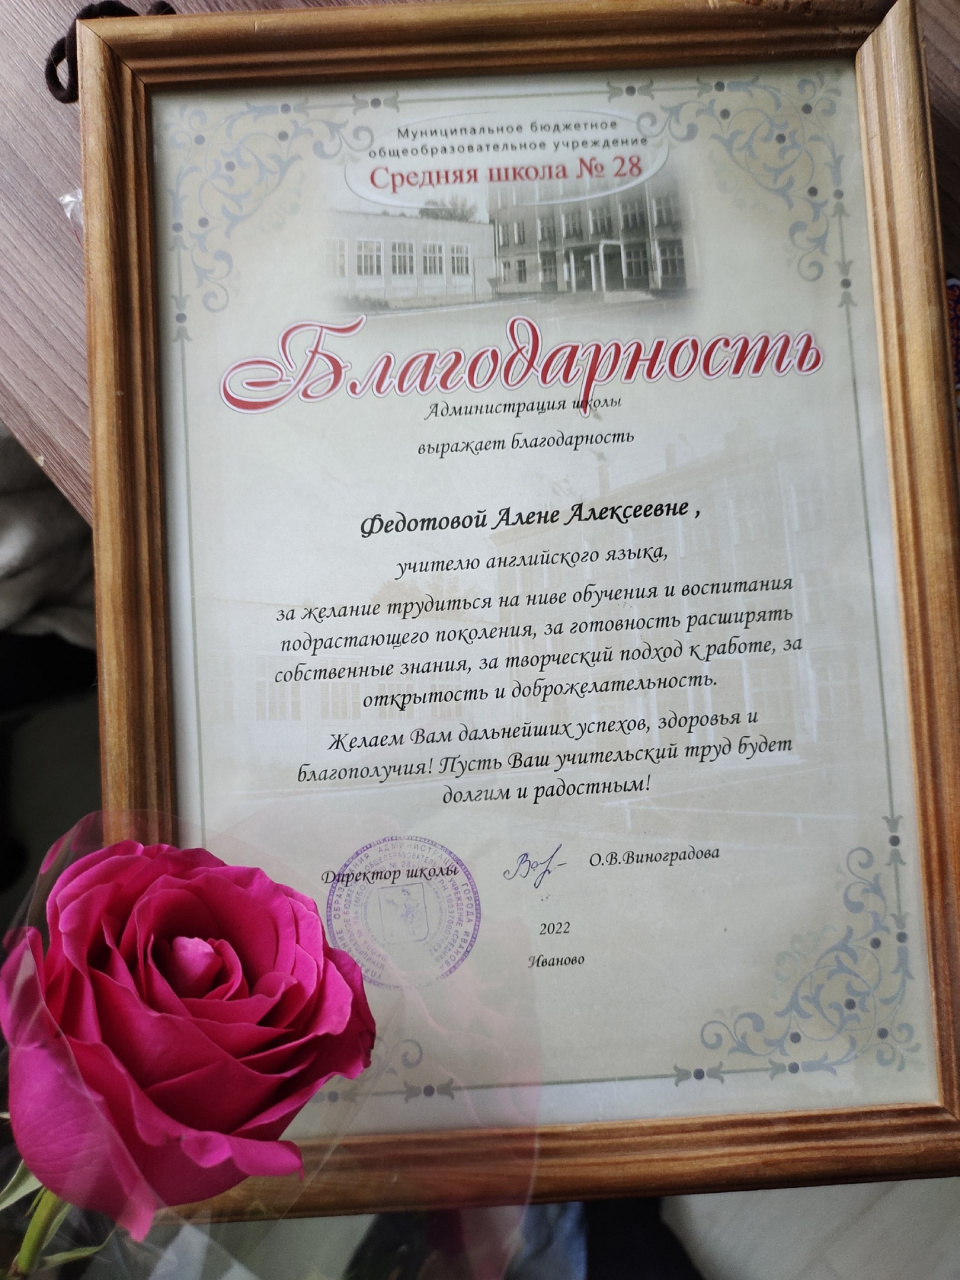 Муниципальное бюджетное
общеобразовательное учреждение
Средняя школа № 28
Благодарность
Администрация школы
выражает благодарность
Федотовой Алене Алексеевне ,
учителю английского языка,
за желание трудиться на ниве обучения и воспитания
подрастающего поколения, за готовность расширять
собственные знания, за творческий подход к работе, за
открытость и доброжелательность.
Желаем Вам дальнейших успехов, здоровья и
благополучия! Пусть Ваш учительский труд будет
долгим и радостным!
Директор школы О.В.Виноградова
2022
Иваново